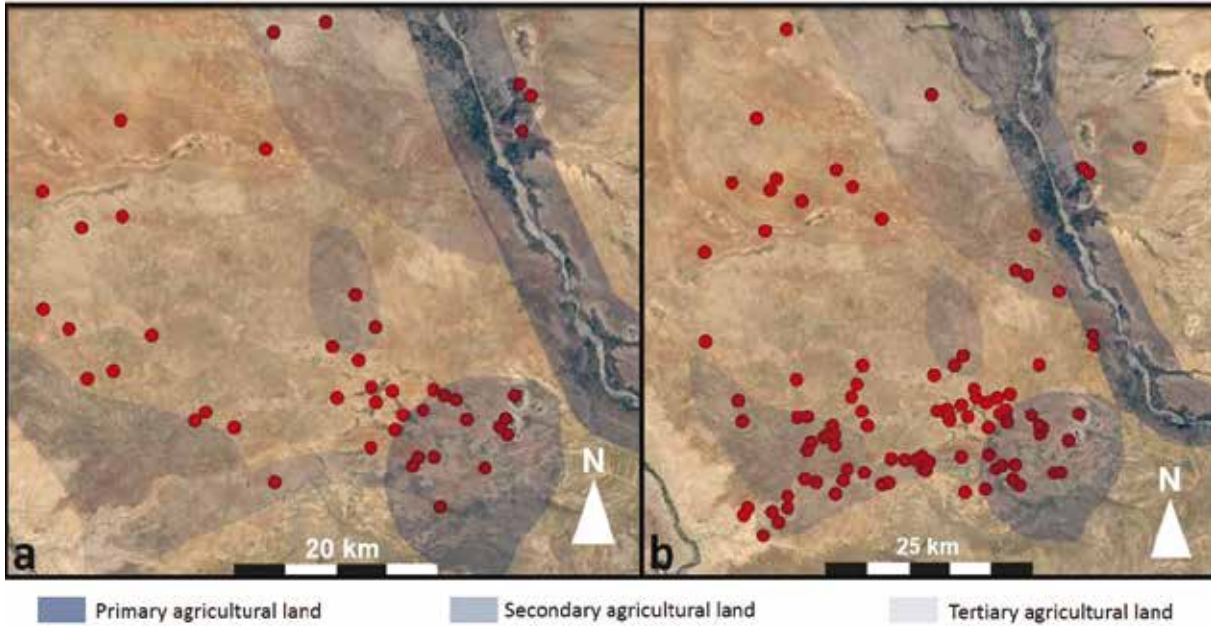 N
N
a
20 km
b
25 km
Primary agricultural land
Secondary agricultural land
Tertiary agricultural land